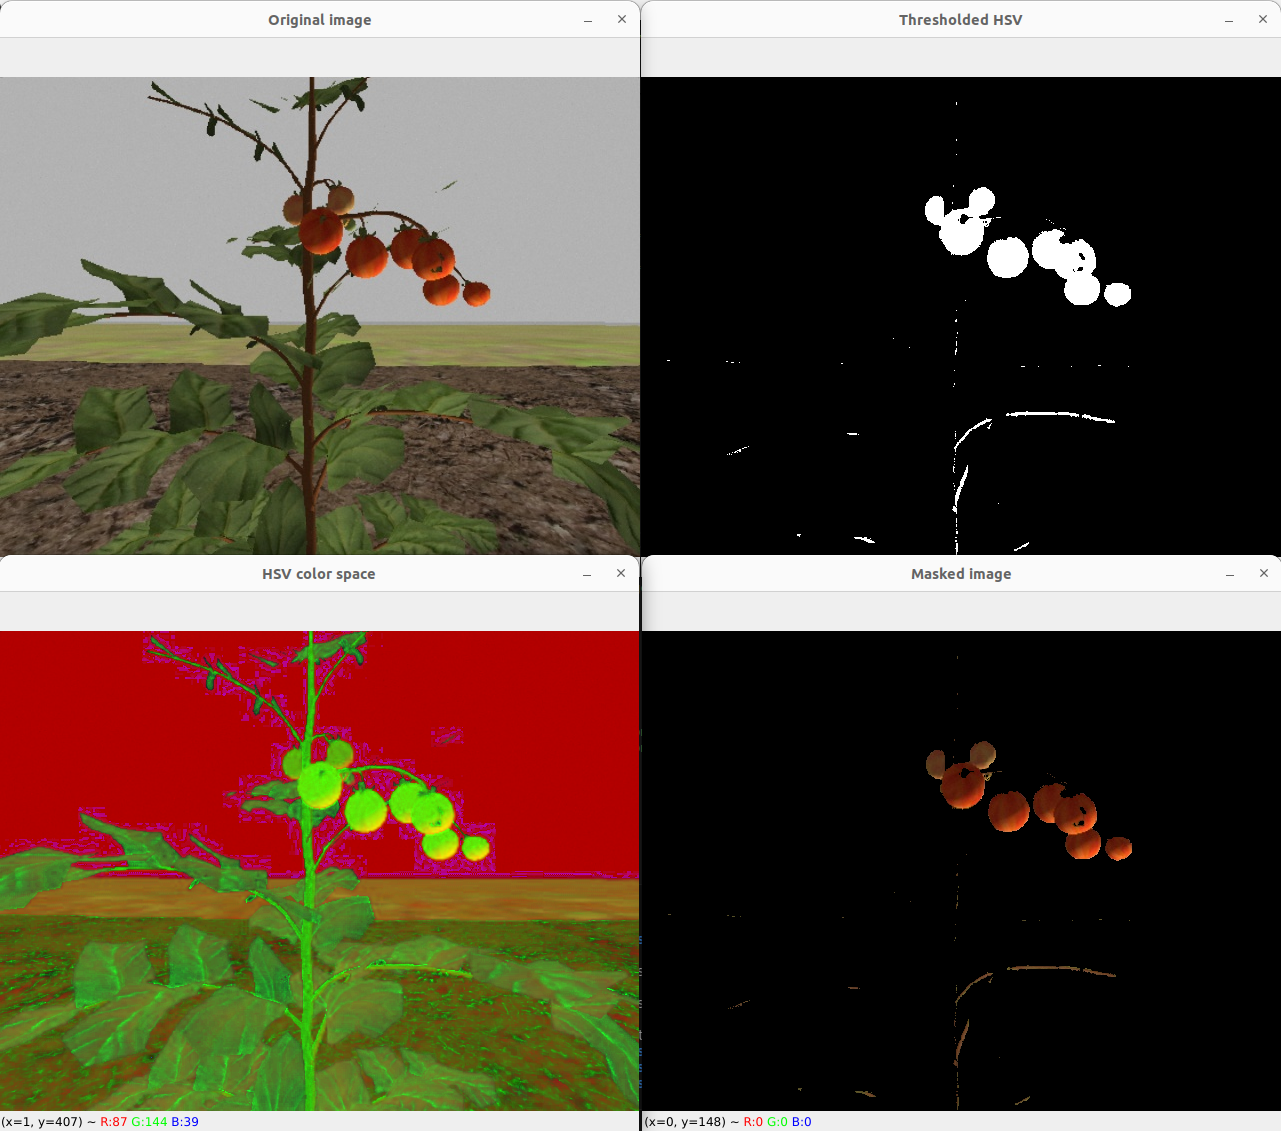 Original image
Thresholded HSV
HSV color space
Masked image
(x=1, y=407) ~ R:87 G:144 B:39
(x=0, y=148) ~ R:0 G:0 B:0